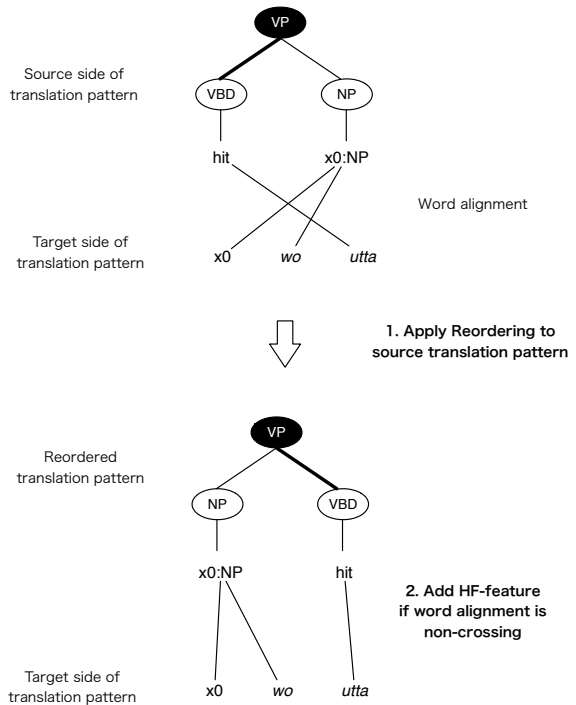 VP
Source side of
translation pattern
VBD NP
hit x0:NP
Word alignment
Target side of
translation pattern
x0 wo utta
1. Apply Reordering to
source translation pattern
VP
Reordered
translation pattern
NP VBD
x0:NP hit
2. Add HF-feature
if word alignment is
non-crossing
Target side of
translation pattern
x0 wo utta